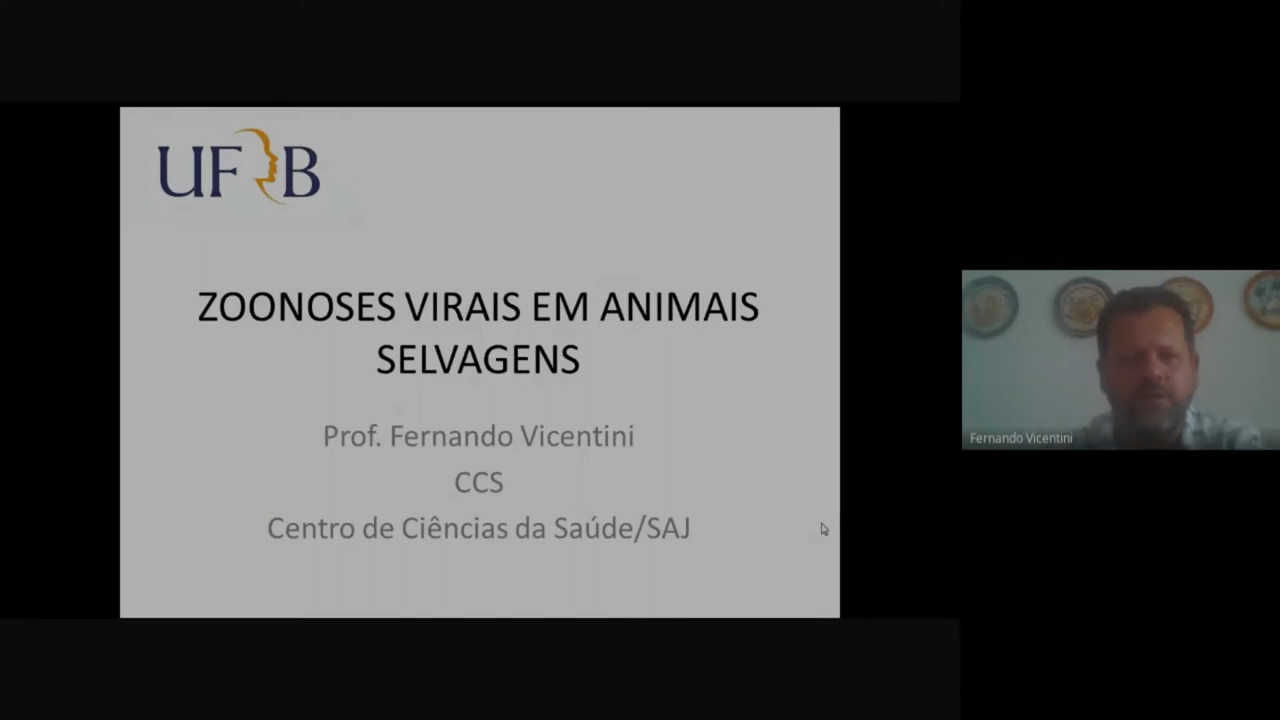 UFRB
ZOONOSES VIRAIS EM ANIMAIS
SELVAGENS
Prof. Fernando Vicentini
CCS
Centro de Ciências da Saúde/SAJ
Fernando Vicentini